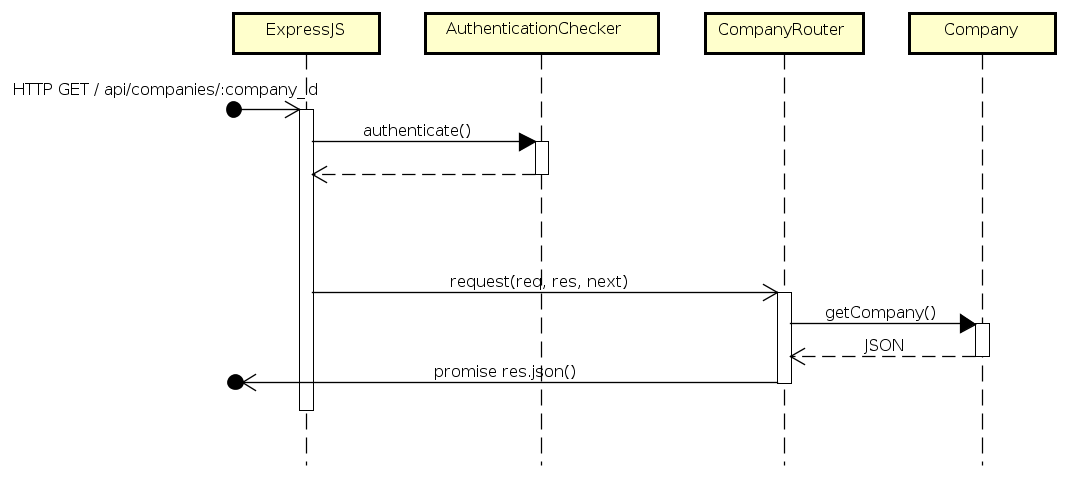 ExpressJS
AuthenticationChecker
CompanyRouter
Company
HTTP GET / api/companies/:company_Id
authenticate()
request(req, res, next)
getCompany()
JSON
promise res.json()